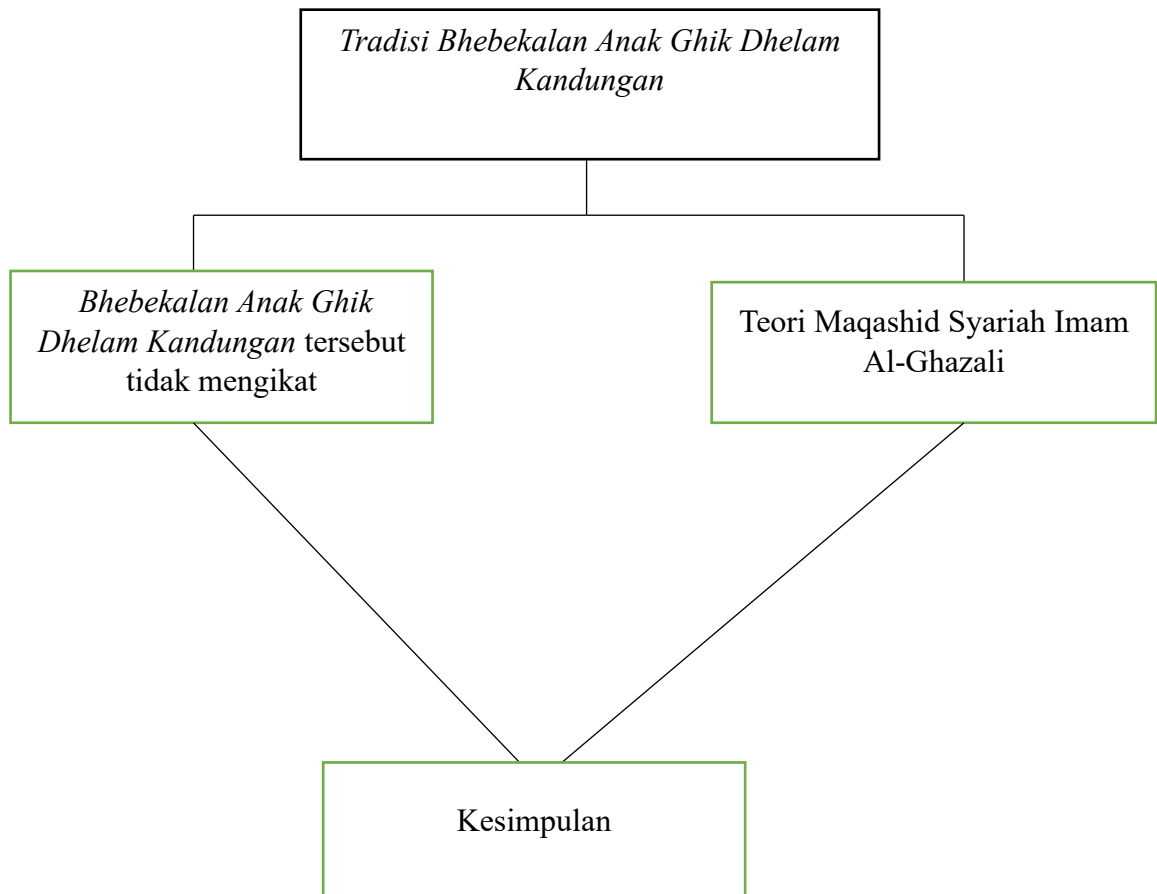 Tradisi Bhebekalan Anak Ghik Dhelam
Kandungan
Bhebekalan Anak Ghik
Dhelam Kandungan tersebut
tidak mengikat
Teori Maqashid Syariah Imam
Al-Ghazali
Kesimpulan